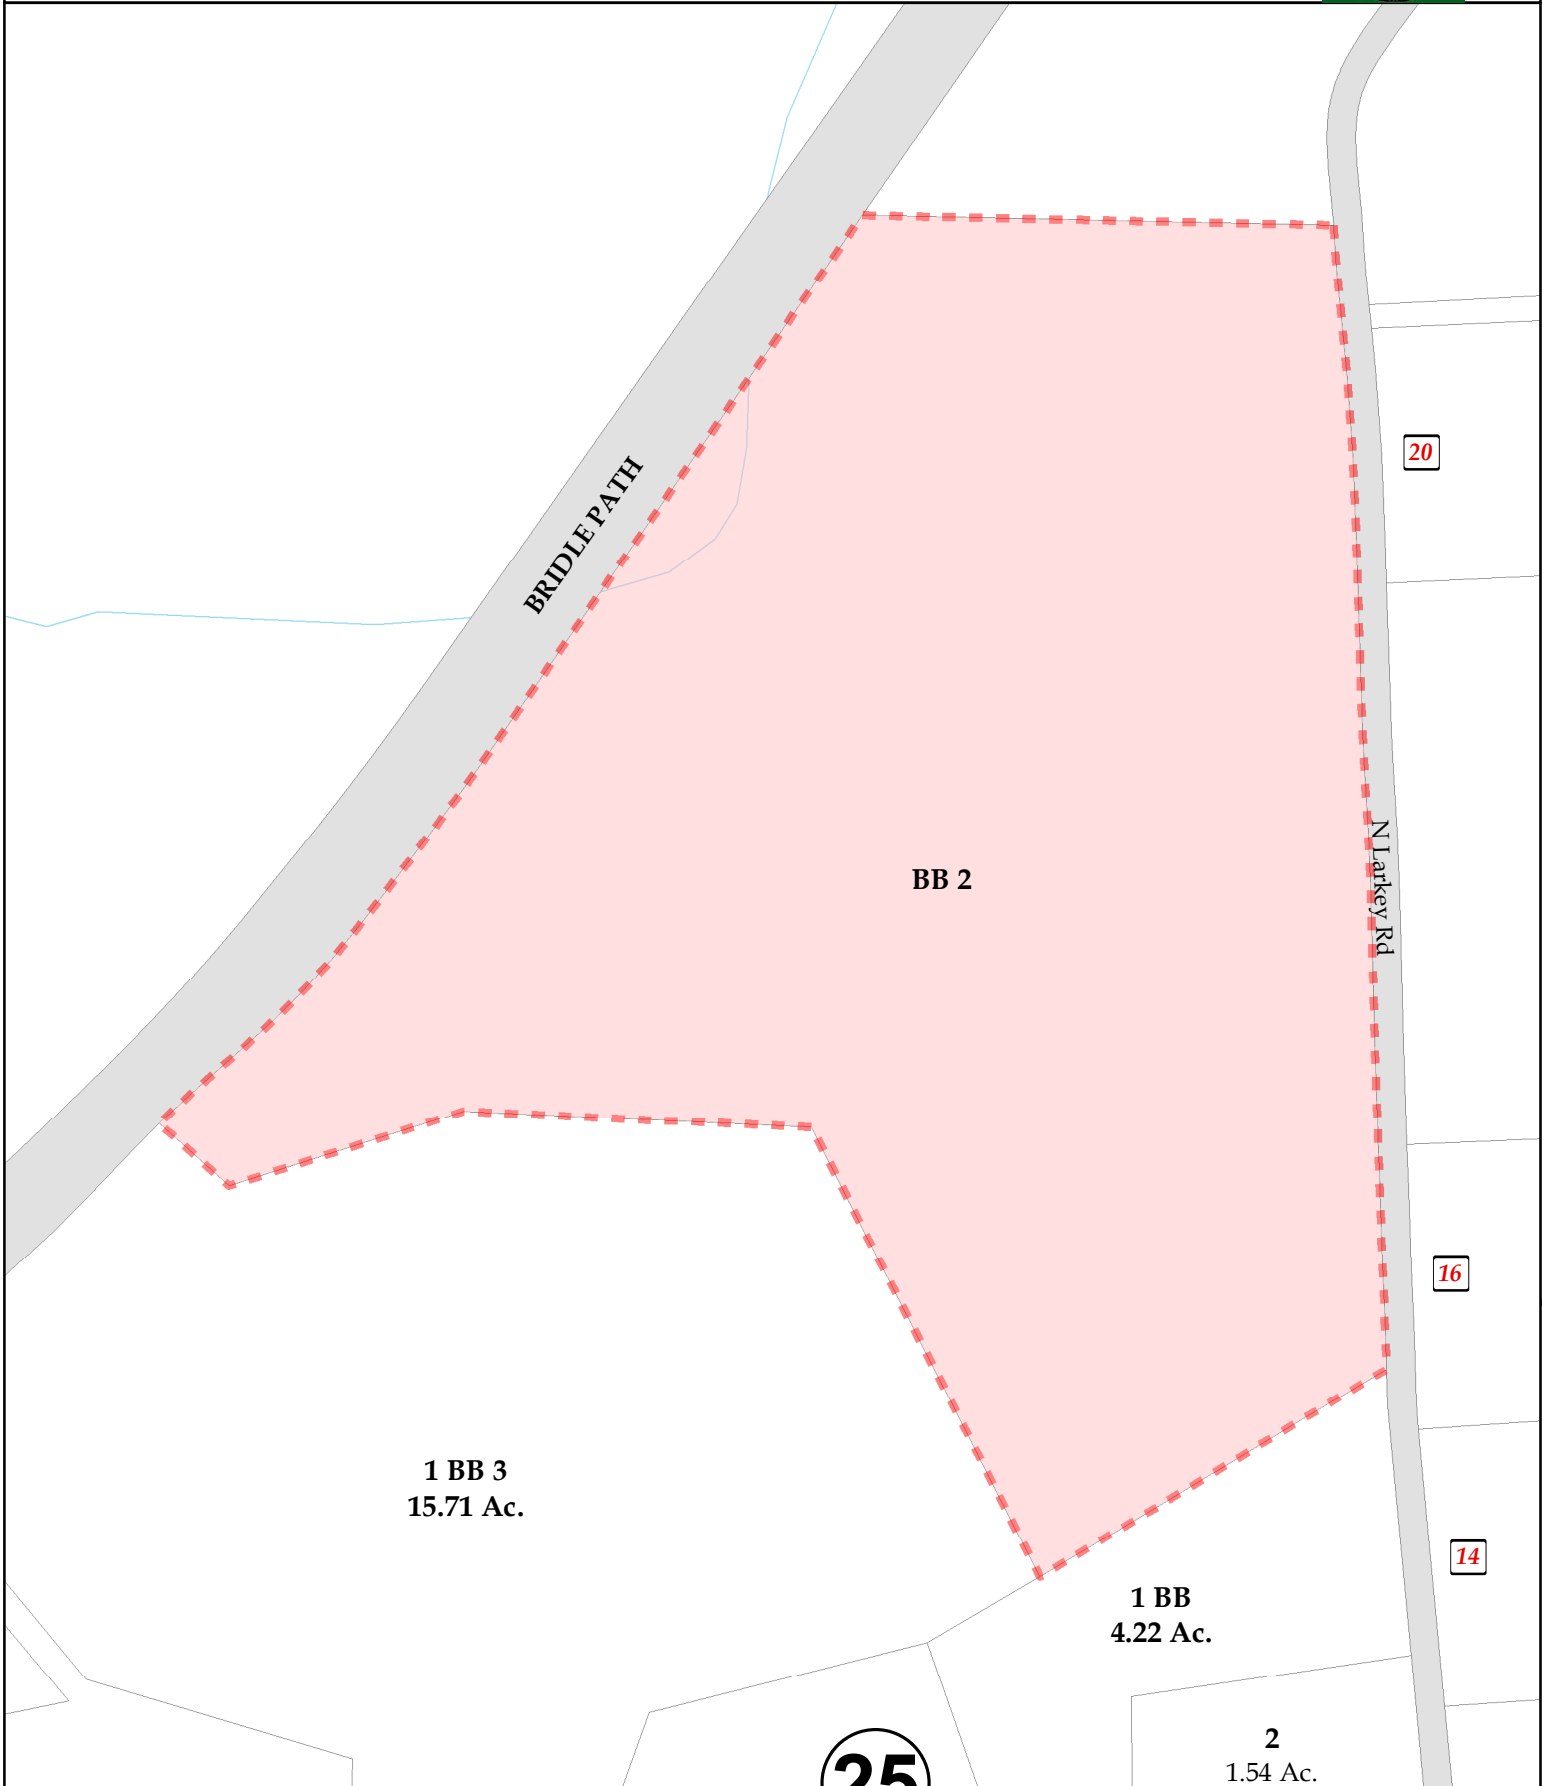 20
BRIDLE PATH
BB 2
N Larkey Rd
16
1 BB 3
15.71 Ac.
14
1 BB
4.22 Ac.
2
1.54 Ac.
25